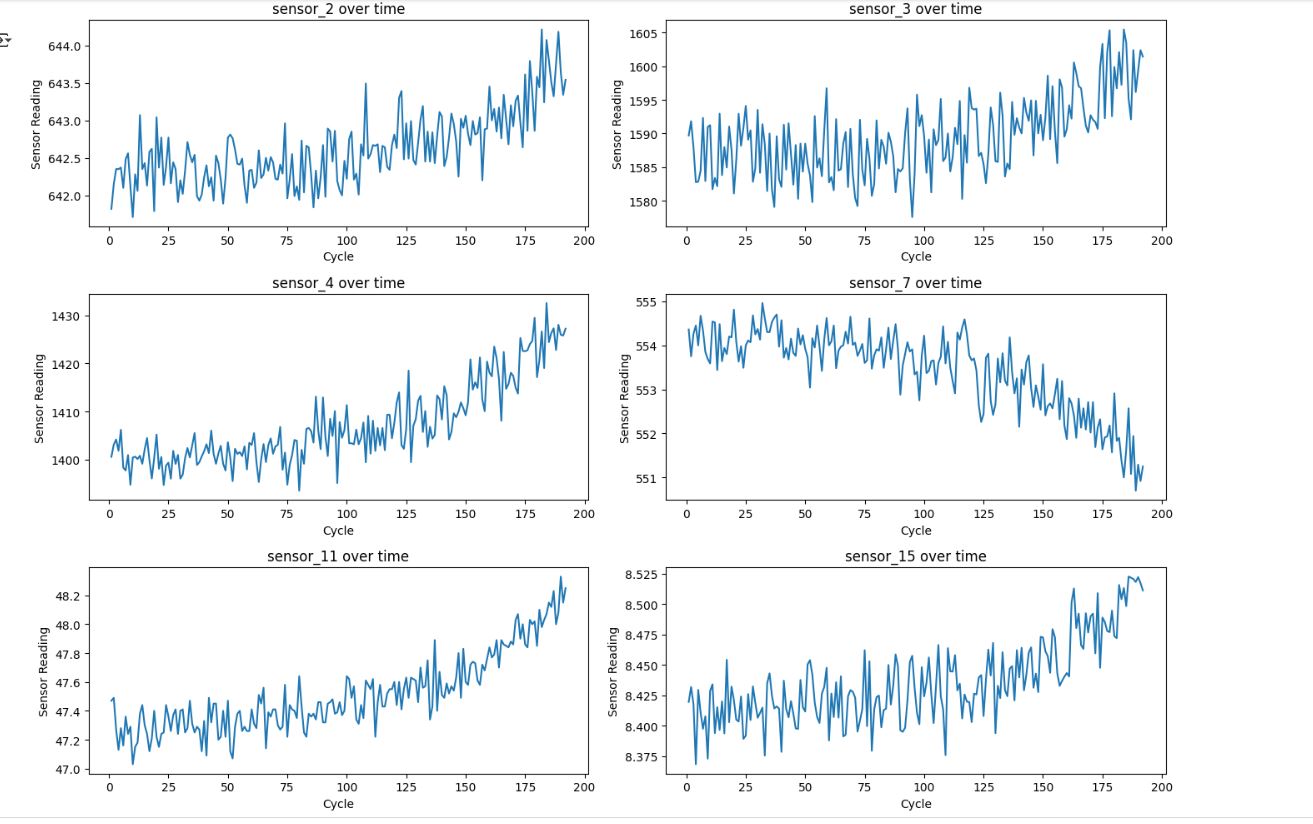 sensor_2 over time
644.0
643.5
643.0
642.5
642.0
Sensor Reading
0 25 50 75 100 125 150 175 200
Cycle
sensor_3 over time
1605
1600
1595
1590
1585
1580
Sensor Reading
0 25 50 75 100 125 150 175 200
Cycle
sensor_4 over time
1430
1420
1410
1400
Sensor Reading
0 25 50 75 100 125 150 175 200
Cycle
sensor_7 over time
555
554
553
552
551
Sensor Reading
0 25 50 75 100 125 150 175 200
Cycle
sensor_11 over time
48.2
48.0
47.8
47.6
47.4
47.2
47.0
Sensor Reading
0 25 50 75 100 125 150 175 200
Cycle
sensor_15 over time
8.525
8.500
8.475
8.450
8.425
8.400
8.375
Sensor Reading
0 25 50 75 100 125 150 175 200
Cycle